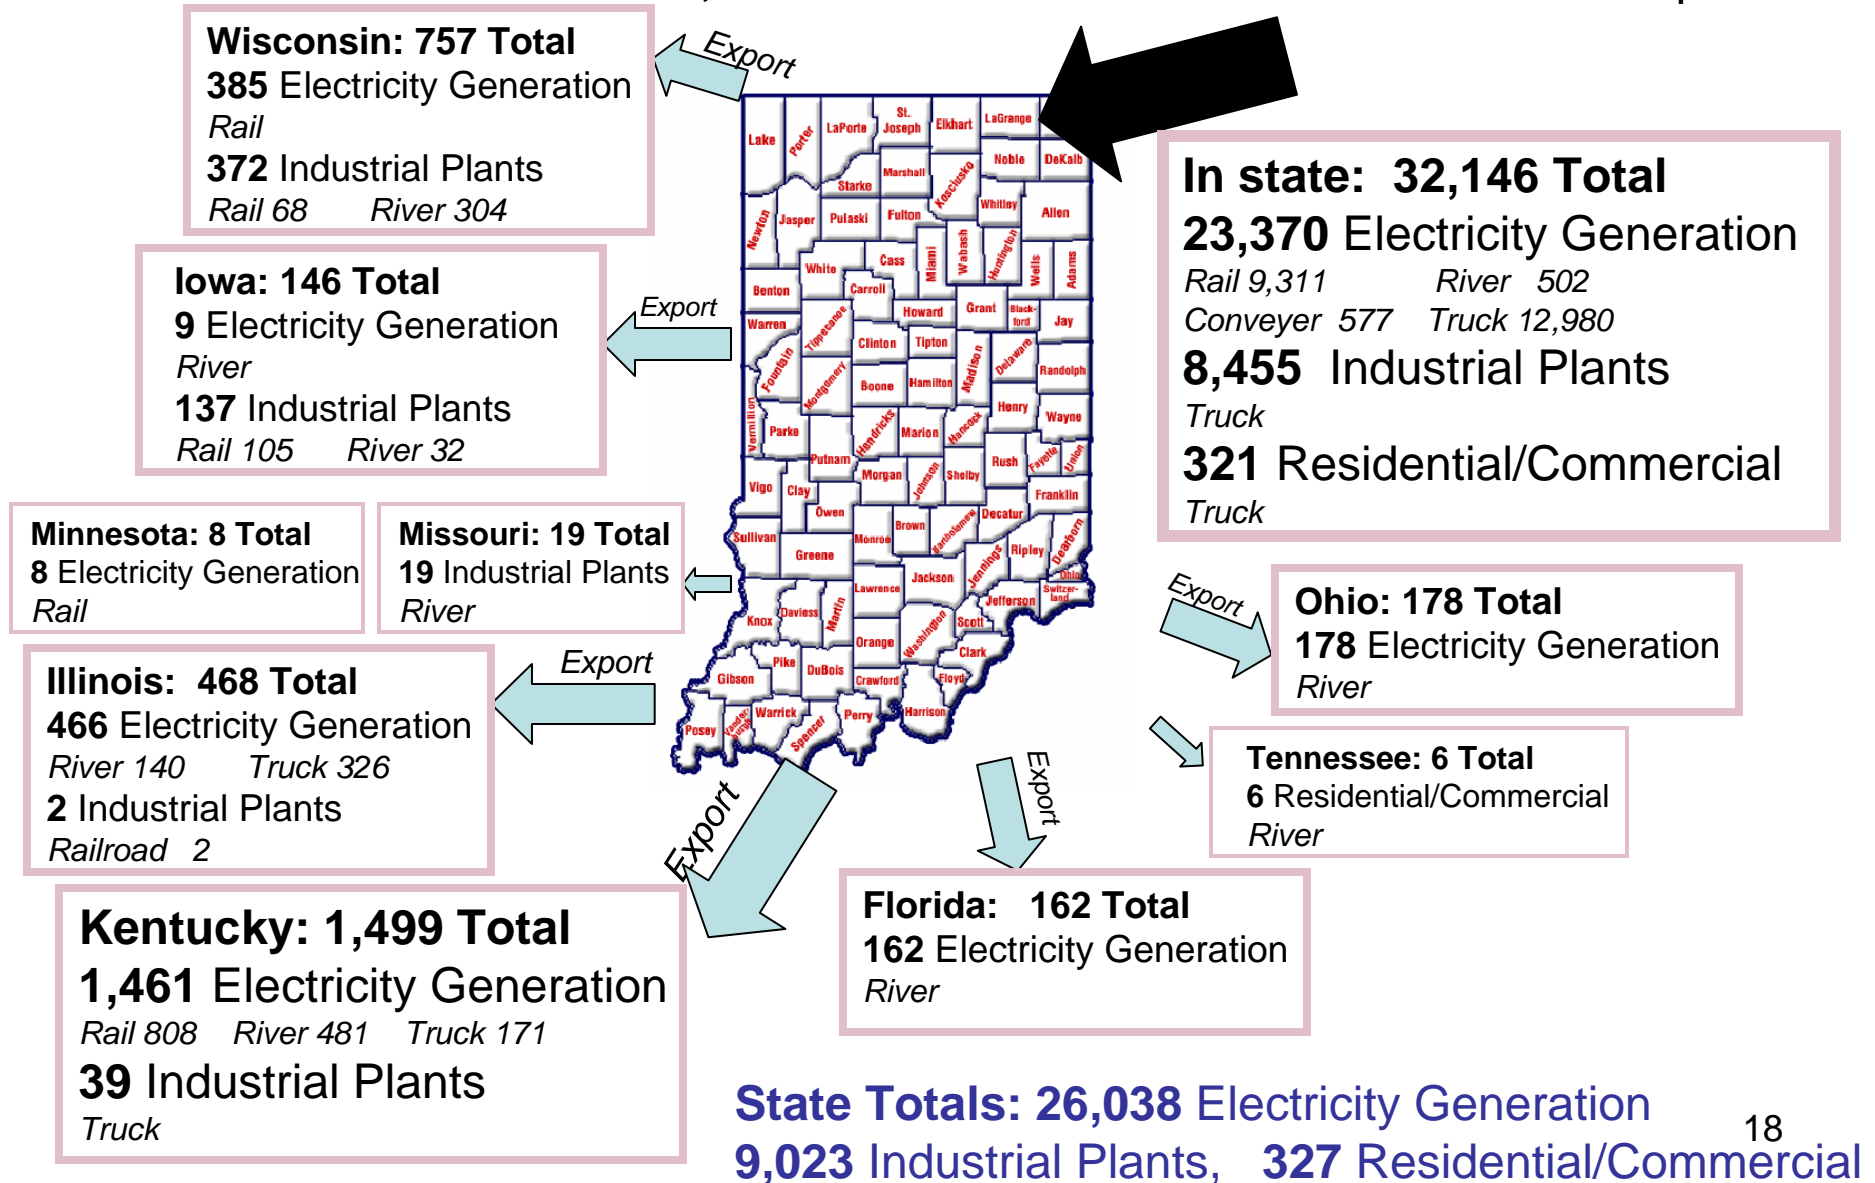 Wisconsin: 757 Total
385 Electricity Generation
Rail
372 Industrial Plants
Rail 68 River 304
Export
Iowa: 146 Total
9 Electricity Generation
River
137 Industrial Plants
Rail 105 River 32
Export
Minnesota: 8 Total
8 Electricity Generation
Rail
Missouri: 19 Total
19 Industrial Plants
River
Illinois: 468 Total
466 Electricity Generation
River 140 Truck 326
2 Industrial Plants
Railroad 2
Export
Kentucky: 1,499 Total
1,461 Electricity Generation
Rail 808 River 481 Truck 171
39 Industrial Plants
Truck
Export
Lake
Porter
LaPorte
St.
Joseph
Elkhart
LaGrange
Noble
DeKalb
Marshall
Starke
Kosciusko
Whitley
Allen
Newton
Jasper
Pulaski
Fulton
Miami
Wabash
Huntington
Wells
Adams
White
Cass
Benton
Carroll
Howard
Grant
Black-
ford
Jay
Warren
Tippecanoe
Clinton
Tipton
Madison
Delaware
Randolph
Fountain
Montgomery
Boone
Hamilton
Henry
Wayne
Vermillion
Parke
Putnam
Hendricks
Marion
Hancock
Rush
Fayette
Union
Vigo
Clay
Owen
Morgan
Johnson
Shelby
Franklin
Sullivan
Greene
Monroe
Brown
Bartholomew
Decatur
Ripley
Dearborn
Ohio
Switzer-
land
Jennings
Jefferson
Jackson
Lawrence
Knox
Daviess
Martin
Orange
Washington
Scott
Clark
Floyd
Gibson
Pike
DuBois
Crawford
Harrison
Posey
Vander-
burgh
Warrick
Spencer
Perry
In state: 32,146 Total
23,370 Electricity Generation
Rail 9,311 River 502
Conveyer 577 Truck 12,980
8,455 Industrial Plants
Truck
321 Residential/Commercial
Truck
Export
Ohio: 178 Total
178 Electricity Generation
River
Tennessee: 6 Total
6 Residential/Commercial
River
Export
Florida: 162 Total
162 Electricity Generation
River
State Totals: 26,038 Electricity Generation
9,023 Industrial Plants, 327 Residential/Commercial
18